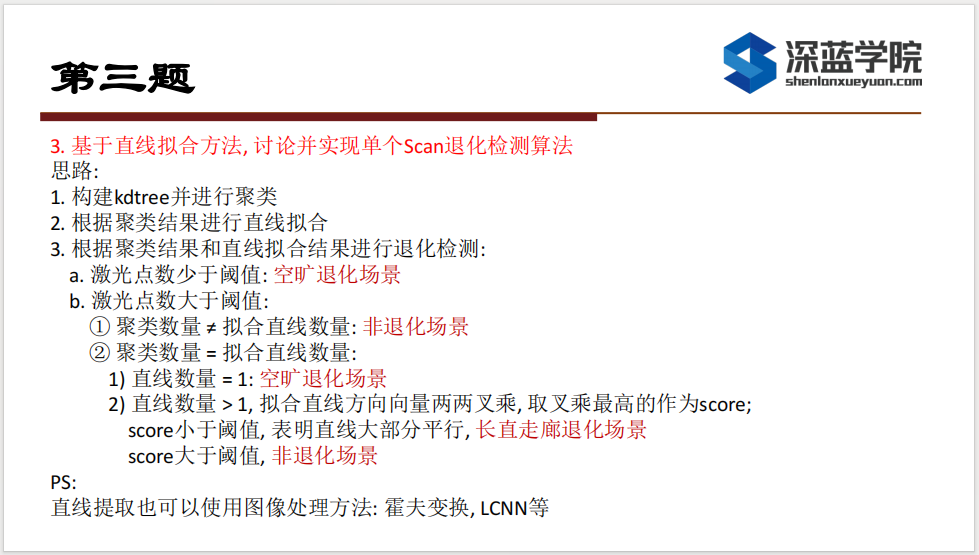 第三题
深蓝学院
shenlanxueyuan.com
3. 基于直线拟合方法, 讨论并实现单个Scan退化检测算法
思路:
1. 构建kdtree并进行聚类
2. 根据聚类结果进行直线拟合
3. 根据聚类结果和直线拟合结果进行退化检测:
a. 激光点数少于阈值: 空旷退化场景
b. 激光点数大于阈值:
① 聚类数量 ≠ 拟合直线数量: 非退化场景
② 聚类数量 = 拟合直线数量:
1) 直线数量 = 1: 空旷退化场景
2) 直线数量 > 1, 拟合直线方向向量两两叉乘, 取叉乘最高的作为score;
score小于阈值, 表明直线大部分平行, 长直走廊退化场景
score大于阈值, 非退化场景
PS:
直线提取也可以使用图像处理方法: 霍夫变换, LCNN等